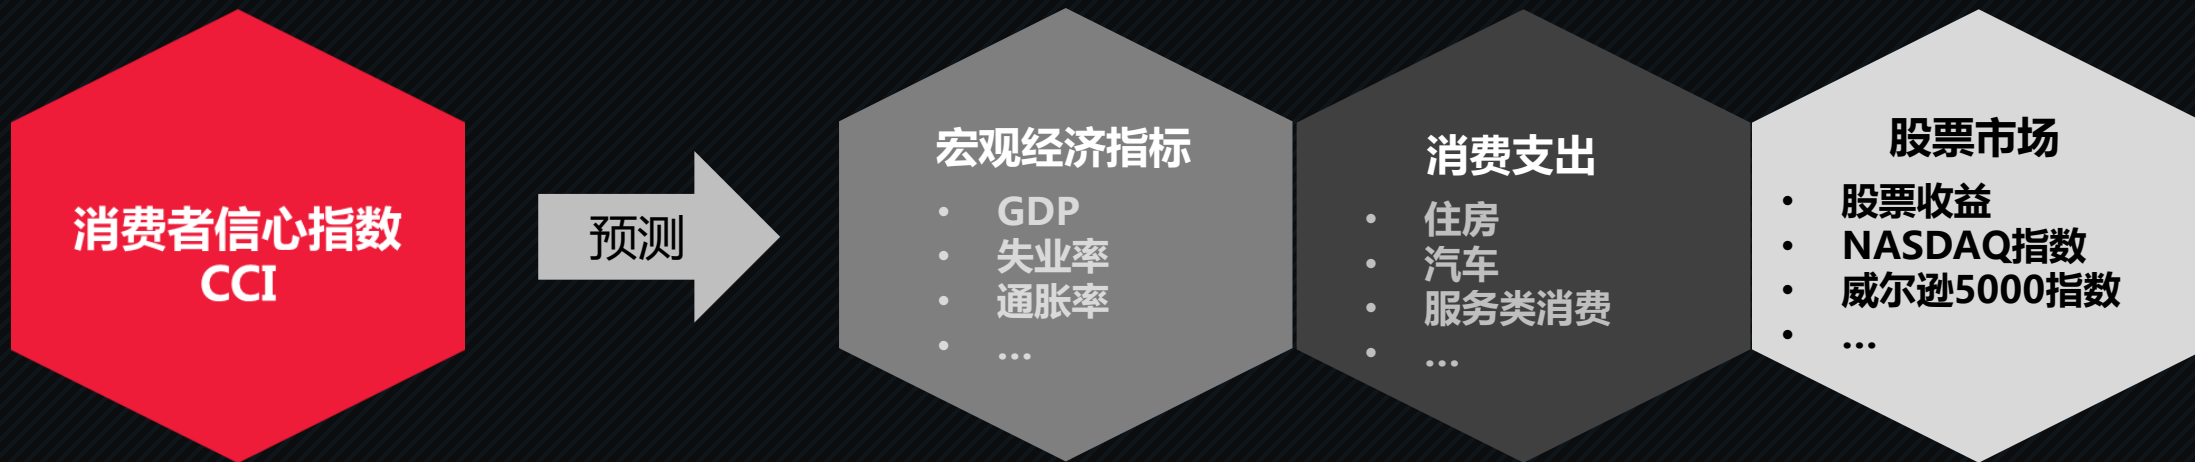 消费者信心指数
CCI
预测
宏观经济指标
• GDP
• 失业率
• 通胀率
• ...
消费支出
• 住房
• 汽车
• 服务类消费
• ...
股票市场
• 股票收益
• NASDAQ指数
• 威尔逊5000指数
• ...